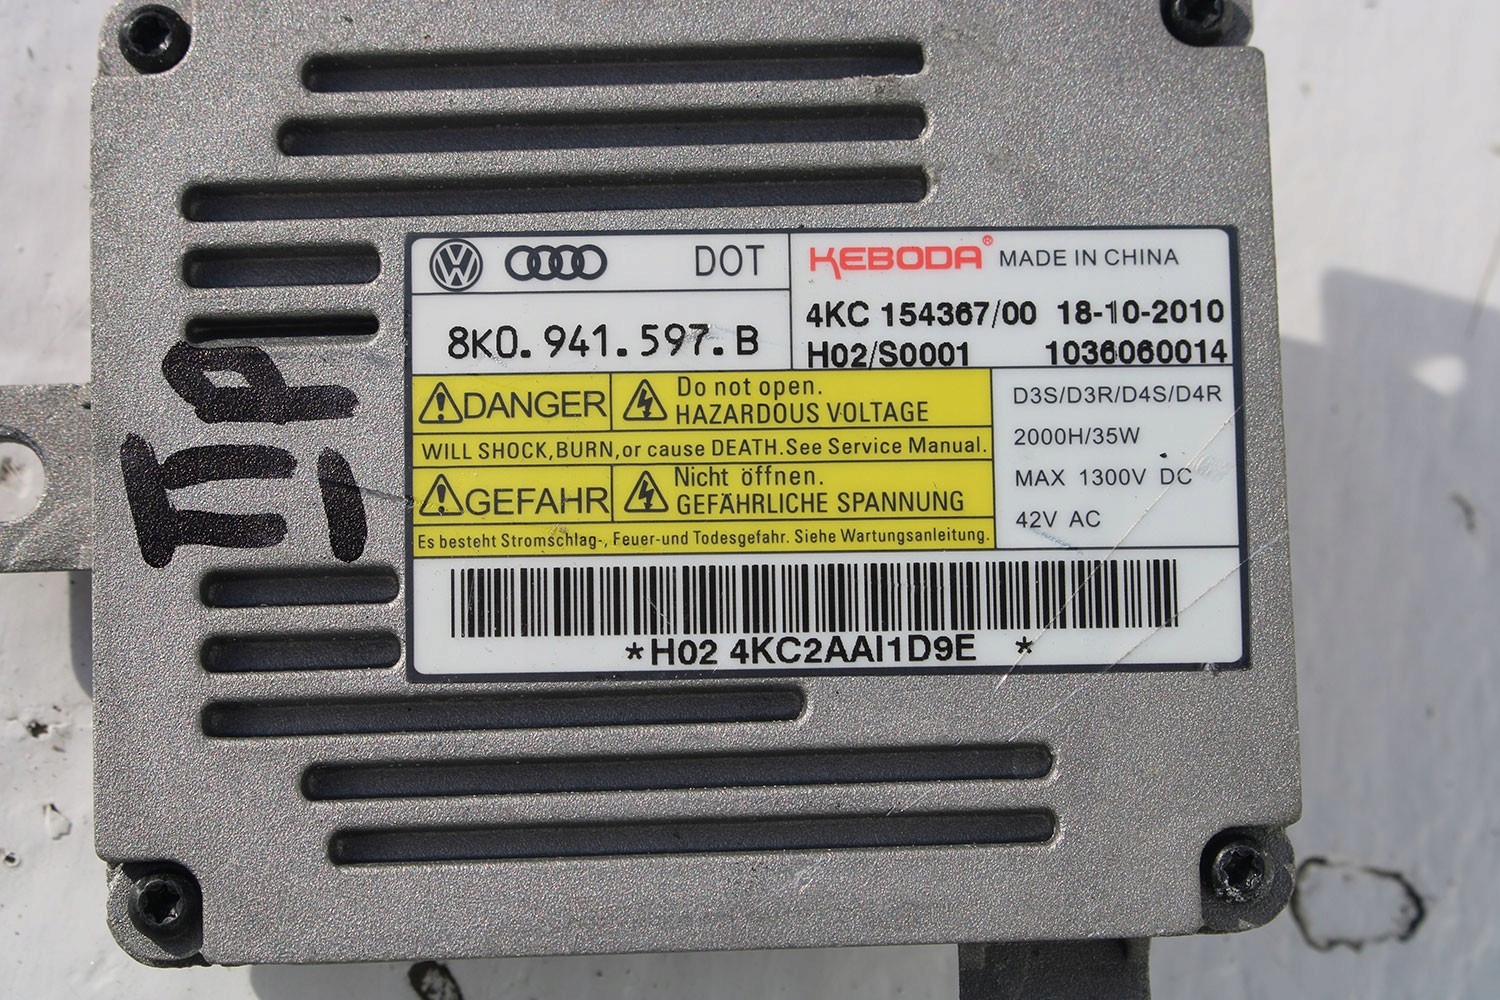 DOT
KEBODA® MADE IN CHINA
8K0.941.597.B
4KC 154367/00 18-10-2010
H02/S0001 1036060014
DANGER
Do not open.
HAZARDOUS VOLTAGE
WILL SHOCK,BURN,or cause DEATH.See Service Manual.
GEFAHR
Nicht öffnen.
GEFÄHRLICHE SPANNUNG
Es besteht Stromschlag-, Feuer-und Todesgefahr. Siehe Wartungsanleitung.
D3S/D3R/D4S/D4R
2000H/35W
MAX 1300V DC
42V AC
*H02 4KC2AAI1D9E *